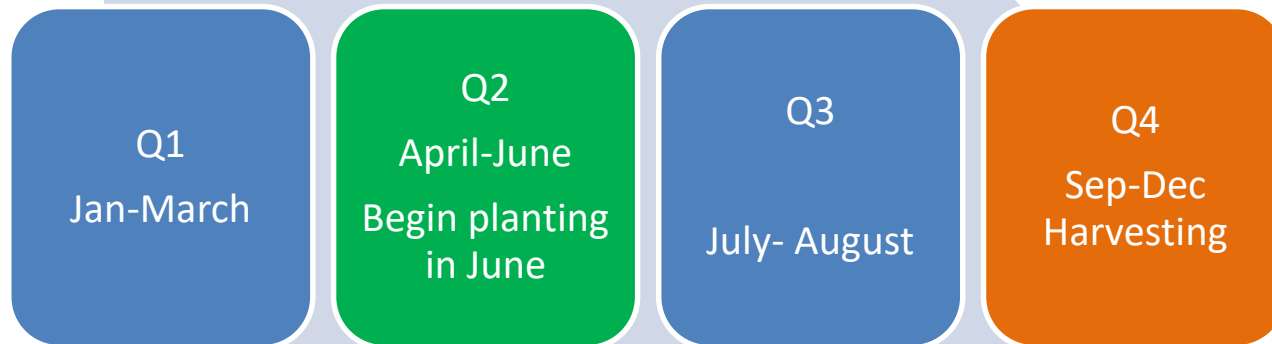 Q1
Jan-March
Q2
April-June
Begin planting
in June
Q3
July- August
Q4
Sep-Dec
Harvesting